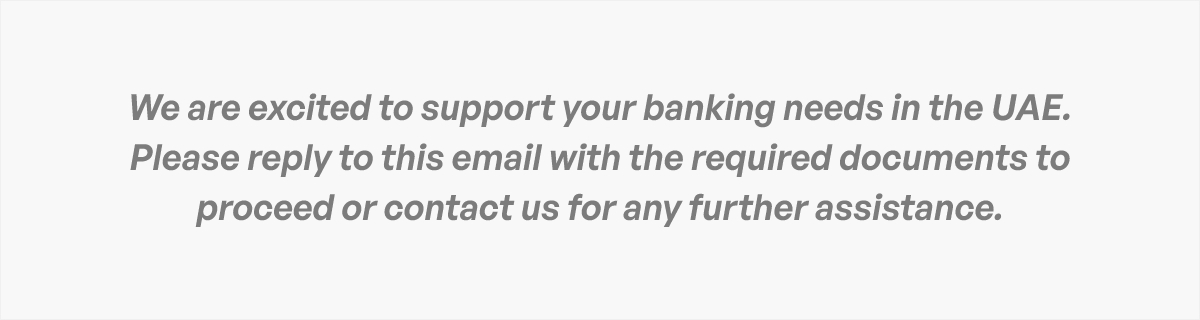 We are excited to support your banking needs in the UAE.
Please reply to this email with the required documents to
proceed or contact us for any further assistance.